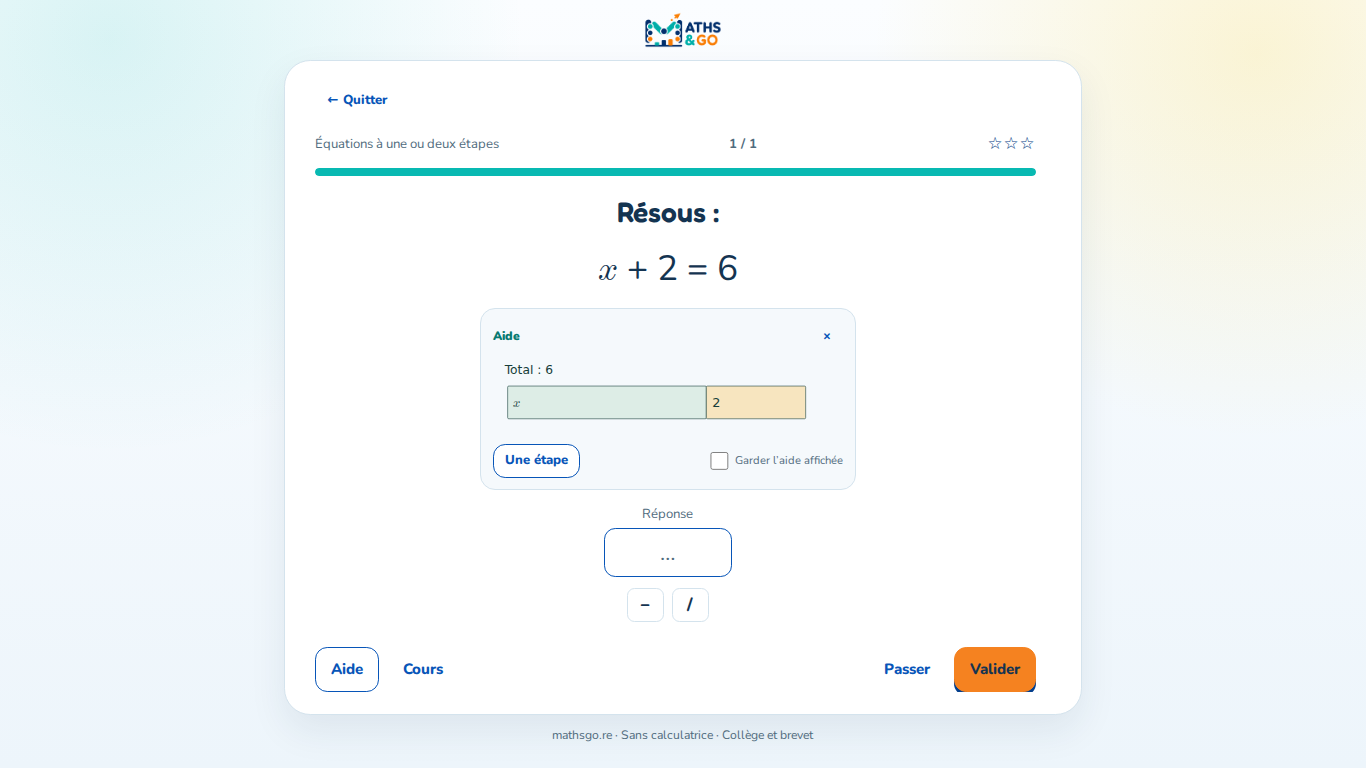 MATHS
&GO
← Quitter
Équations à une ou deux étapes 1 / 1 ☆☆☆
Résous :
x + 2 = 6
Aide ×
Total : 6
x 2
Une étape Garder l’aide affichée
Réponse
...
− /
Aide Cours Passer Valider
mathsgo.re · Sans calculatrice · Collège et brevet